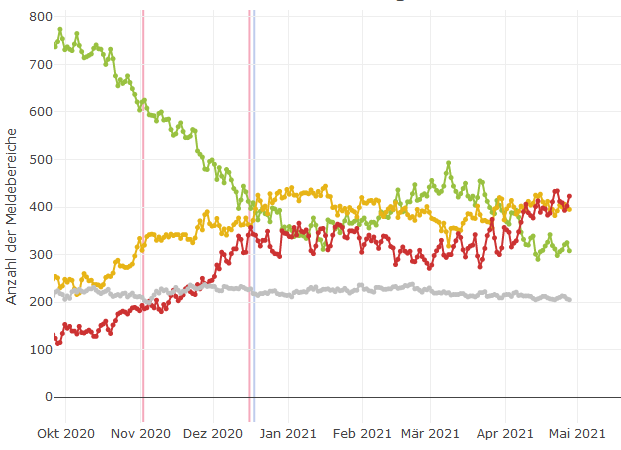 800
700
600
500
400
300
200
100
0
Anzahl der Meldebereiche
Okt 2020
Nov 2020
Dez 2020
Jan 2021
Feb 2021
Mär 2021
Apr 2021
Mai 2021